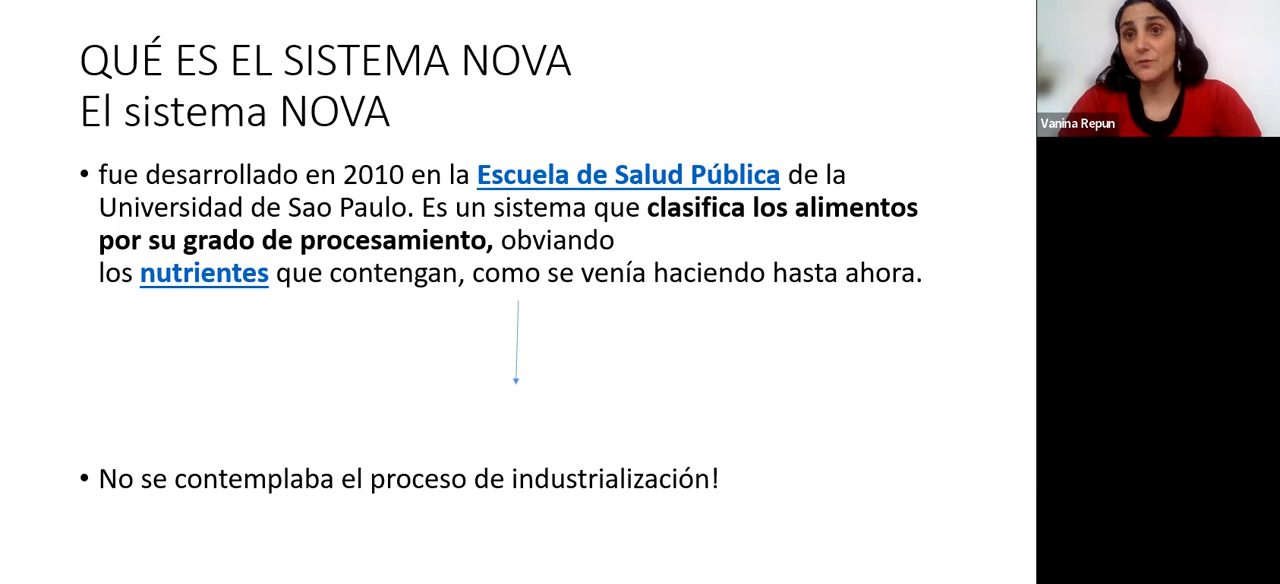 QUÉ ES EL SISTEMA NOVA
El sistema NOVA
• fue desarrollado en 2010 en la Escuela de Salud Pública de la
Universidad de Sao Paulo. Es un sistema que clasifica los alimentos
por su grado de procesamiento, obviando
los nutrientes que contengan, como se venía haciendo hasta ahora.
• No se contemplaba el proceso de industrialización!
Vanina Repun